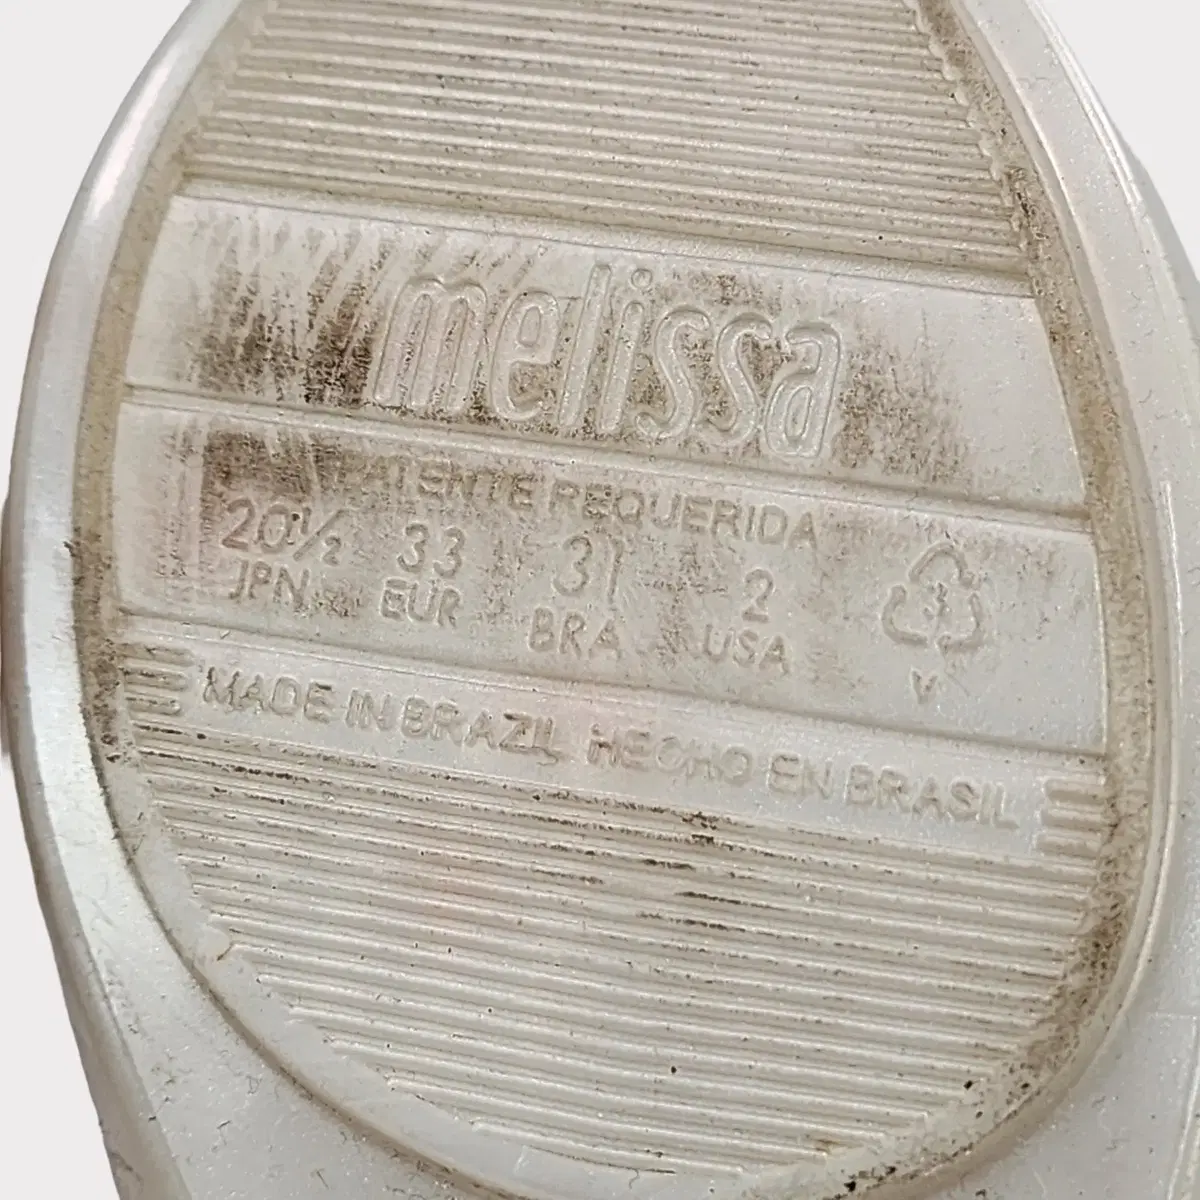 melissa
PATENTE REQUERIDA
20½ 33 31 2
JPN EUR BRA USA
3
V
MADE IN BRAZIL HECHO EN BRASIL